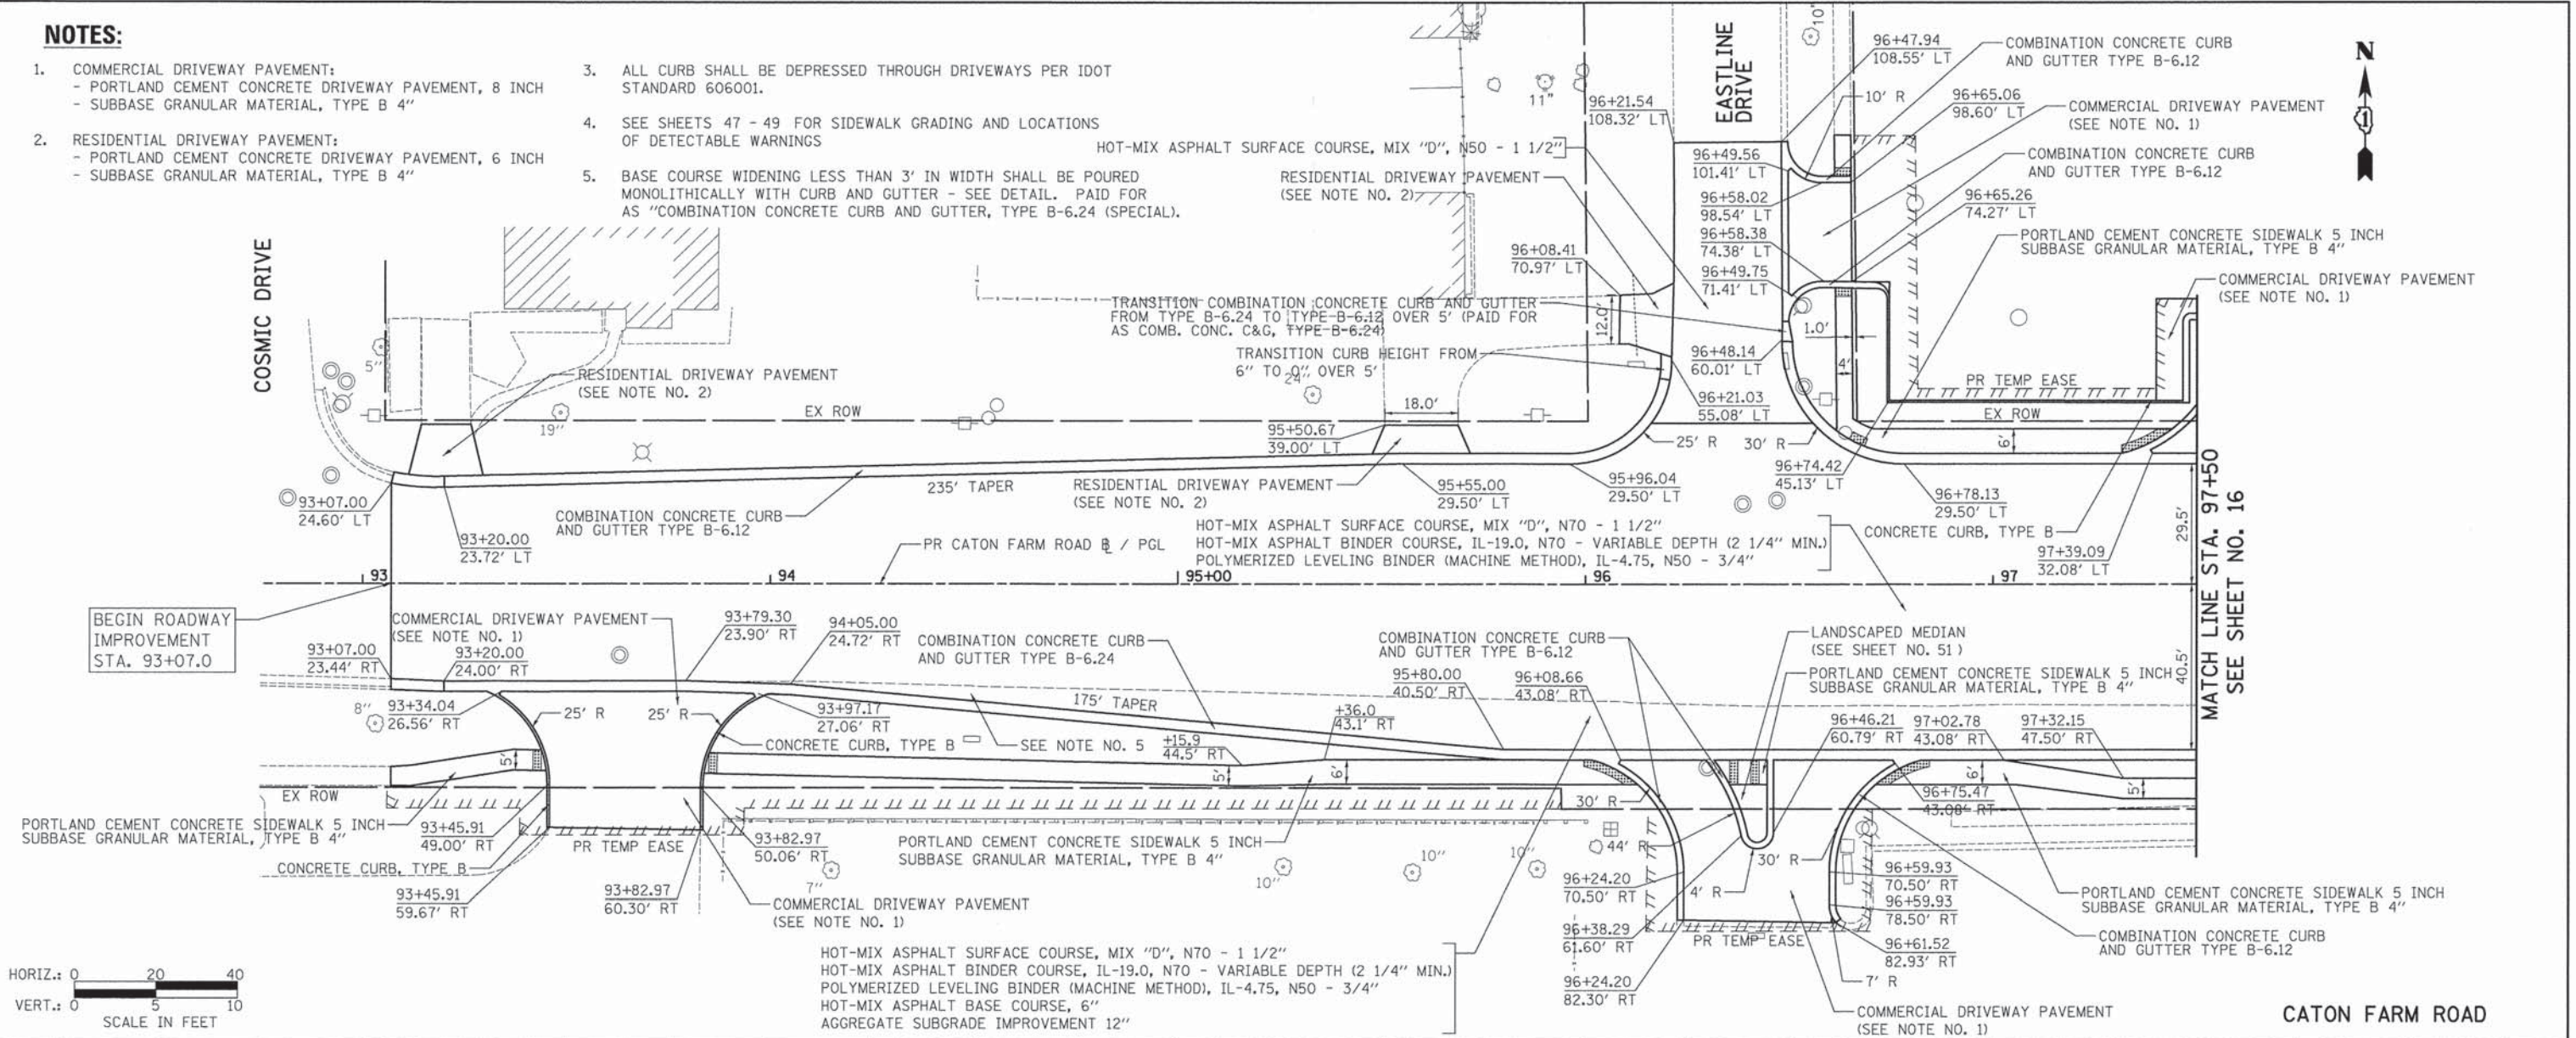 NOTES:
1. COMMERCIAL DRIVEWAY PAVEMENT:
- PORTLAND CEMENT CONCRETE DRIVEWAY PAVEMENT, 8 INCH
- SUBBASE GRANULAR MATERIAL, TYPE B 4"
2. RESIDENTIAL DRIVEWAY PAVEMENT:
- PORTLAND CEMENT CONCRETE DRIVEWAY PAVEMENT, 6 INCH
- SUBBASE GRANULAR MATERIAL, TYPE B 4"
3. ALL CURB SHALL BE DEPRESSED THROUGH DRIVEWAYS PER IDOT
STANDARD 606001.
4. SEE SHEETS 47 - 49 FOR SIDEWALK GRADING AND LOCATIONS
OF DETECTABLE WARNINGS
5. BASE COURSE WIDENING LESS THAN 3' IN WIDTH SHALL BE POURED
MONOLITHICALLY WITH CURB AND GUTTER - SEE DETAIL. PAID FOR
AS "COMBINATION CONCRETE CURB AND GUTTER, TYPE B-6.24 (SPECIAL).
HOT-MIX ASPHALT SURFACE COURSE, MIX "D", N50 - 1 1/2"
RESIDENTIAL DRIVEWAY PAVEMENT
(SEE NOTE NO. 2)
11"
10"
96+21.54
108.32' LT
EASTLINE
DRIVE
96+47.94
108.55' LT
COMBINATION CONCRETE CURB
AND GUTTER TYPE B-6.12
10' R
96+65.06
98.60' LT
COMMERCIAL DRIVEWAY PAVEMENT
(SEE NOTE NO. 1)
N
1
96+49.56
101.41' LT
COMBINATION CONCRETE CURB
AND GUTTER TYPE B-6.12
96+58.02
98.54' LT
96+65.26
74.27' LT
96+58.38
74.38' LT
96+49.75
71.41' LT
PORTLAND CEMENT CONCRETE SIDEWALK 5 INCH
SUBBASE GRANULAR MATERIAL, TYPE B 4"
COMMERCIAL DRIVEWAY PAVEMENT
(SEE NOTE NO. 1)
96+08.41
70.97' LT
TRANSITION COMBINATION CONCRETE CURB AND GUTTER
FROM TYPE B-6.24 TO TYPE B-6.12 OVER 5' (PAID FOR
AS COMB. CONC. C&G, TYPE B-6.24)
12.0'
1.0'
4'
TRANSITION CURB HEIGHT FROM
6" TO 0" OVER 5'
24"
96+48.14
60.01' LT
PR TEMP EASE
COSMIC DRIVE
5"
RESIDENTIAL DRIVEWAY PAVEMENT
(SEE NOTE NO. 2)
19"
EX ROW
18.0'
96+21.03
55.08' LT
EX ROW
95+50.67
39.00' LT
25' R
30' R
6'
93+07.00
24.60' LT
235' TAPER
RESIDENTIAL DRIVEWAY PAVEMENT
(SEE NOTE NO. 2)
95+55.00
29.50' LT
95+96.04
29.50' LT
96+74.42
45.13' LT
96+78.13
29.50' LT
93+20.00
23.72' LT
COMBINATION CONCRETE CURB
AND GUTTER TYPE B-6.12
HOT-MIX ASPHALT SURFACE COURSE, MIX "D", N70 - 1 1/2"
HOT-MIX ASPHALT BINDER COURSE, IL-19.0, N70 - VARIABLE DEPTH (2 1/4" MIN.)
POLYMERIZED LEVELING BINDER (MACHINE METHOD), IL-4.75, N50 - 3/4"
CONCRETE CURB, TYPE B
97+39.09
32.08' LT
29.5'
MATCH LINE STA. 97+50
SEE SHEET NO. 16
PR CATON FARM ROAD ℄ / PGL
93
94
95+00
96
97
BEGIN ROADWAY
IMPROVEMENT
STA. 93+07.0
COMMERCIAL DRIVEWAY PAVEMENT
(SEE NOTE NO. 1)
93+07.00
23.44' RT
93+20.00
24.00' RT
93+79.30
23.90' RT
94+05.00
24.72' RT
COMBINATION CONCRETE CURB
AND GUTTER TYPE B-6.24
COMBINATION CONCRETE CURB
AND GUTTER TYPE B-6.12
LANDSCAPED MEDIAN
(SEE SHEET NO. 51)
PORTLAND CEMENT CONCRETE SIDEWALK 5 INCH
SUBBASE GRANULAR MATERIAL, TYPE B 4"
40.5'
95+80.00
40.50' RT
96+08.66
43.08' RT
8"
93+34.04
26.56' RT
25' R
25' R
93+97.17
27.06' RT
175' TAPER
+36.0
43.1' RT
96+46.21
60.79' RT
97+02.78
43.08' RT
97+32.15
47.50' RT
CONCRETE CURB, TYPE B
SEE NOTE NO. 5
+15.9
44.5' RT
5'
5'
6'
6'
5'
EX ROW
30' R
96+75.47
43.08' RT
PORTLAND CEMENT CONCRETE SIDEWALK 5 INCH
SUBBASE GRANULAR MATERIAL, TYPE B 4"
93+45.91
49.00' RT
PR TEMP EASE
93+82.97
50.06' RT
PORTLAND CEMENT CONCRETE SIDEWALK 5 INCH
SUBBASE GRANULAR MATERIAL, TYPE B 4"
44' R
30' R
10"
10"
10"
7"
CONCRETE CURB, TYPE B
93+45.91
59.67' RT
93+82.97
60.30' RT
COMMERCIAL DRIVEWAY PAVEMENT
(SEE NOTE NO. 1)
96+24.20
70.50' RT
4' R
96+59.93
70.50' RT
96+59.93
78.50' RT
PORTLAND CEMENT CONCRETE SIDEWALK 5 INCH
SUBBASE GRANULAR MATERIAL, TYPE B 4"
96+38.29
61.60' RT
PR TEMP EASE
96+61.52
82.93' RT
COMBINATION CONCRETE CURB
AND GUTTER TYPE B-6.12
HOT-MIX ASPHALT SURFACE COURSE, MIX "D", N70 - 1 1/2"
HOT-MIX ASPHALT BINDER COURSE, IL-19.0, N70 - VARIABLE DEPTH (2 1/4" MIN.)
POLYMERIZED LEVELING BINDER (MACHINE METHOD), IL-4.75, N50 - 3/4"
HOT-MIX ASPHALT BASE COURSE, 6"
AGGREGATE SUBGRADE IMPROVEMENT 12"
96+24.20
82.30' RT
7' R
COMMERCIAL DRIVEWAY PAVEMENT
(SEE NOTE NO. 1)
HORIZ.: 0 20 40
VERT.: 0 5 10
SCALE IN FEET
CATON FARM ROAD